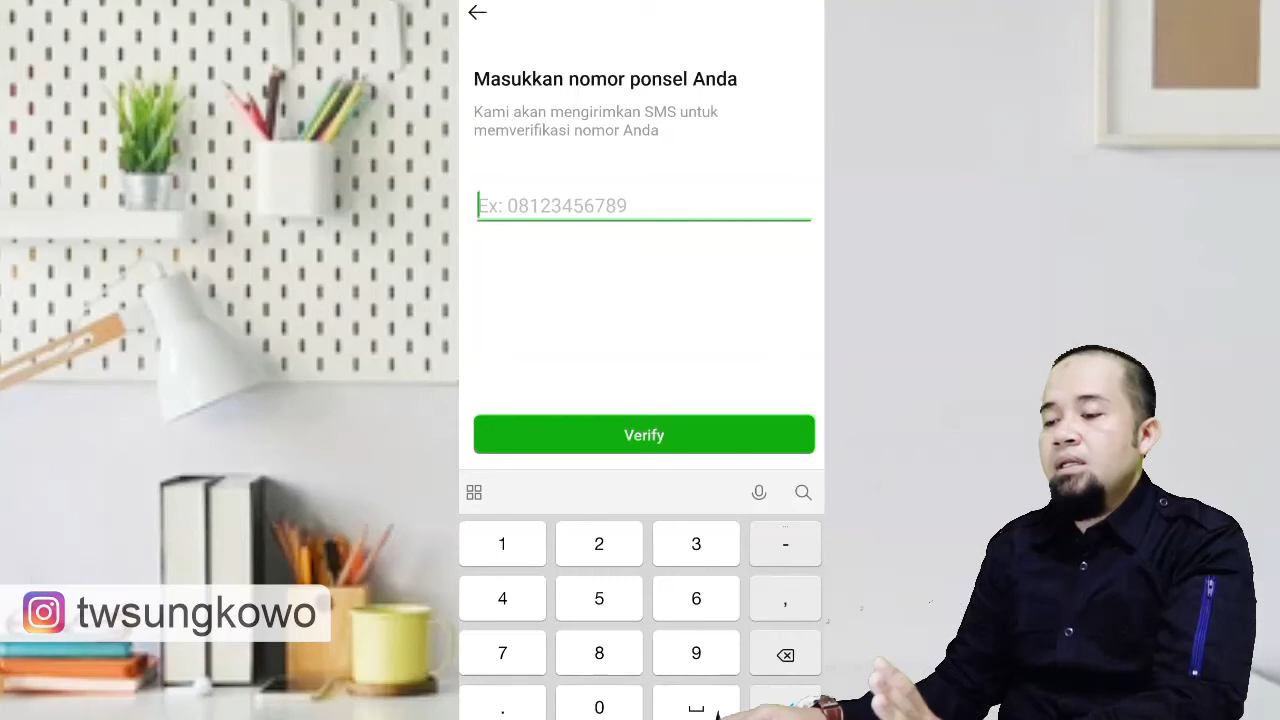 Masukkan nomor ponsel Anda
Kami akan mengirimkan SMS untuk
memverifikasi nomor Anda
Ex: 08123456789
Verify
1 2 3 -
4 5 6 ,
7 8 9
. 0
twsungkowo